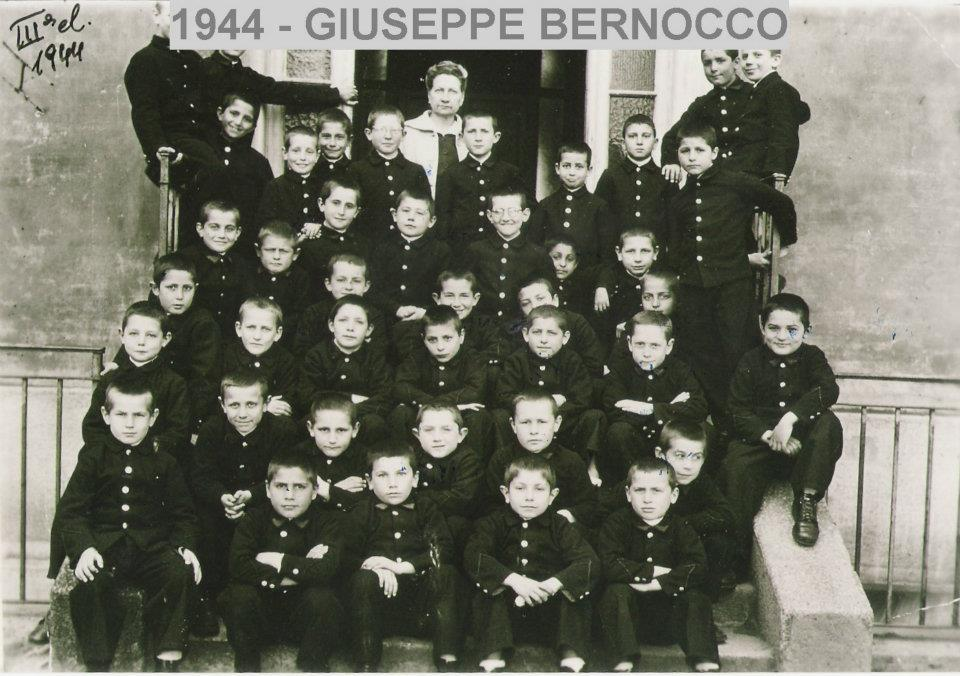 1944 - GIUSEPPE BERNOCCO
III el.
1944